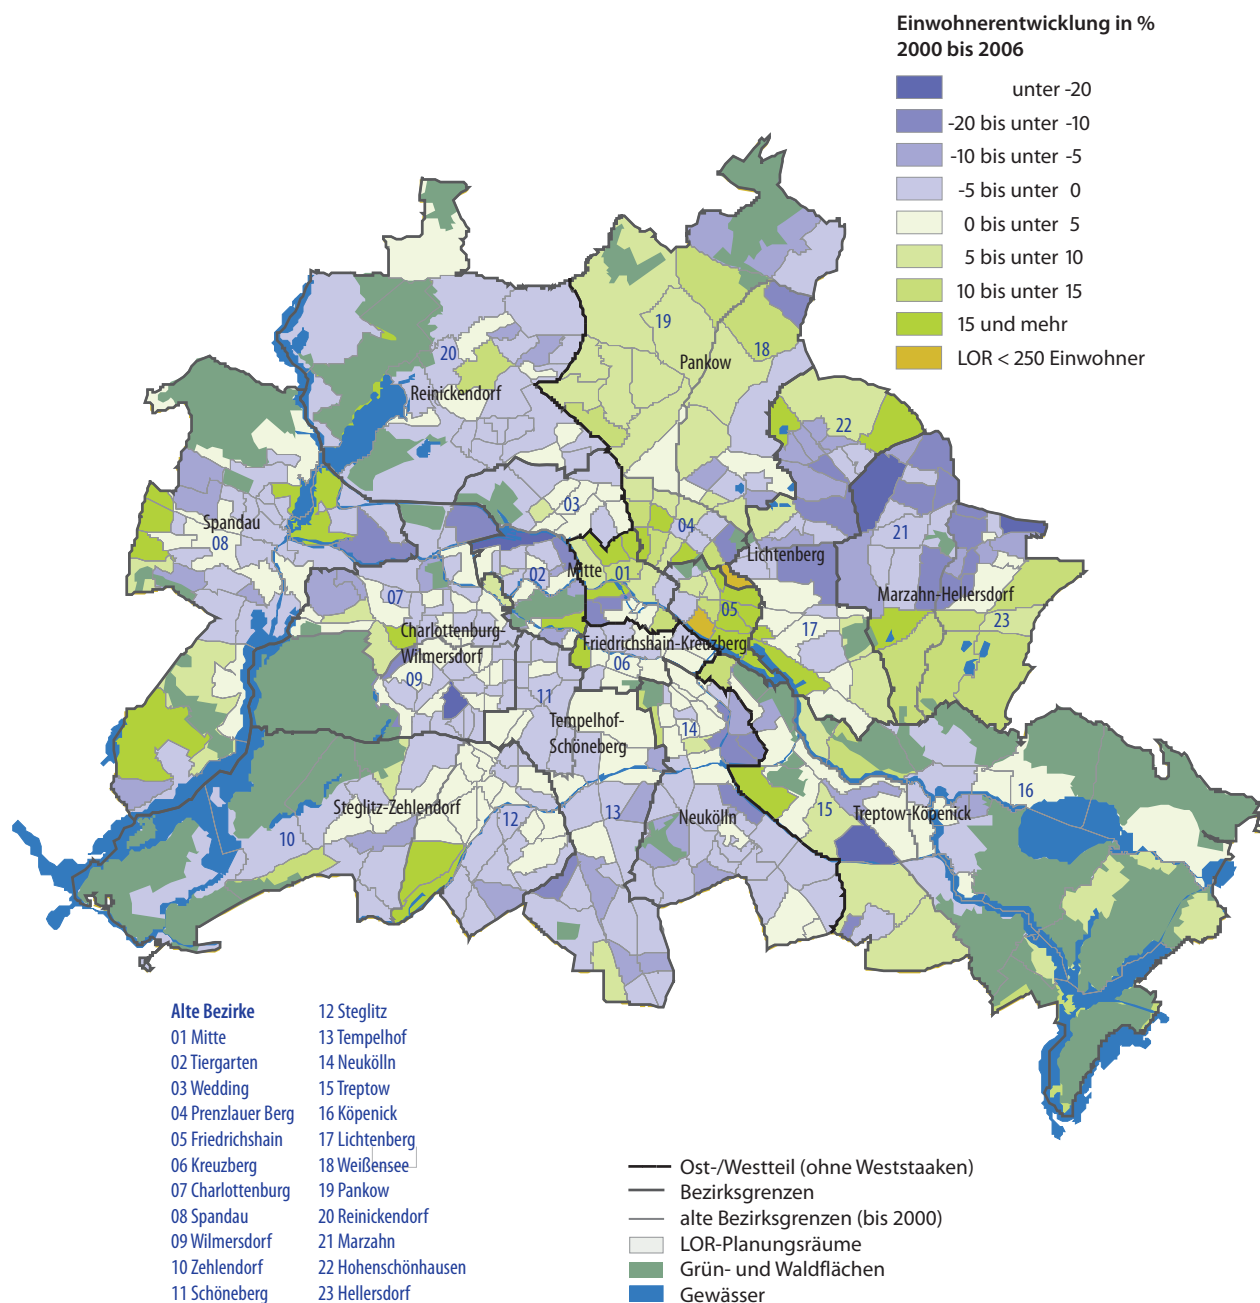 Einwohnerentwicklung in %
2000 bis 2006
unter -20
-20 bis unter -10
-10 bis unter -5
-5 bis unter 0
0 bis unter 5
5 bis unter 10
10 bis unter 15
15 und mehr
LOR < 250 Einwohner
19
18
Pankow
20
Reinickendorf
22
03
Spandau
08
04
21
Lichtenberg
Mitte
01
02
Marzahn-Hellersdorf
07
05
23
17
Charlottenburg-
Wilmersdorf
Friedrichshain-Kreuzberg
06
09
11
Tempelhof-
Schöneberg
14
16
Steglitz-Zehlendorf
12
13
Neukölln
15
Treptow-Köpenick
10
Alte Bezirke
01 Mitte
02 Tiergarten
03 Wedding
04 Prenzlauer Berg
05 Friedrichshain
06 Kreuzberg
07 Charlottenburg
08 Spandau
09 Wilmersdorf
10 Zehlendorf
11 Schöneberg
12 Steglitz
13 Tempelhof
14 Neukölln
15 Treptow
16 Köpenick
17 Lichtenberg
18 Weißensee
19 Pankow
20 Reinickendorf
21 Marzahn
22 Hohenschönhausen
23 Hellersdorf
Ost-/Westteil (ohne Weststaaken)
Bezirksgrenzen
alte Bezirksgrenzen (bis 2000)
LOR-Planungsräume
Grün- und Waldflächen
Gewässer